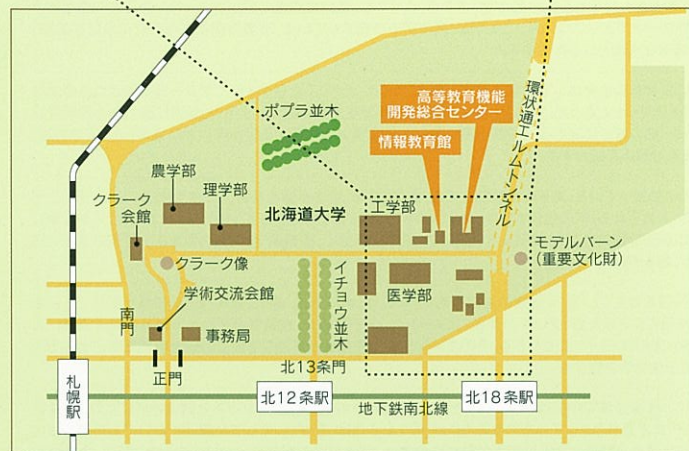 ポプラ並木
高等教育機能
開発総合センター
情報教育館
環状通エルムトンネル
農学部
理学部
クラーク
会館
北海道大学
工学部
モデルバーン
(重要文化財)
クラーク像
学術交流会館
イチョウ並木
医学部
南門
事務局
正門
北13条門
札幌駅
北12条駅
地下鉄南北線
北18条駅